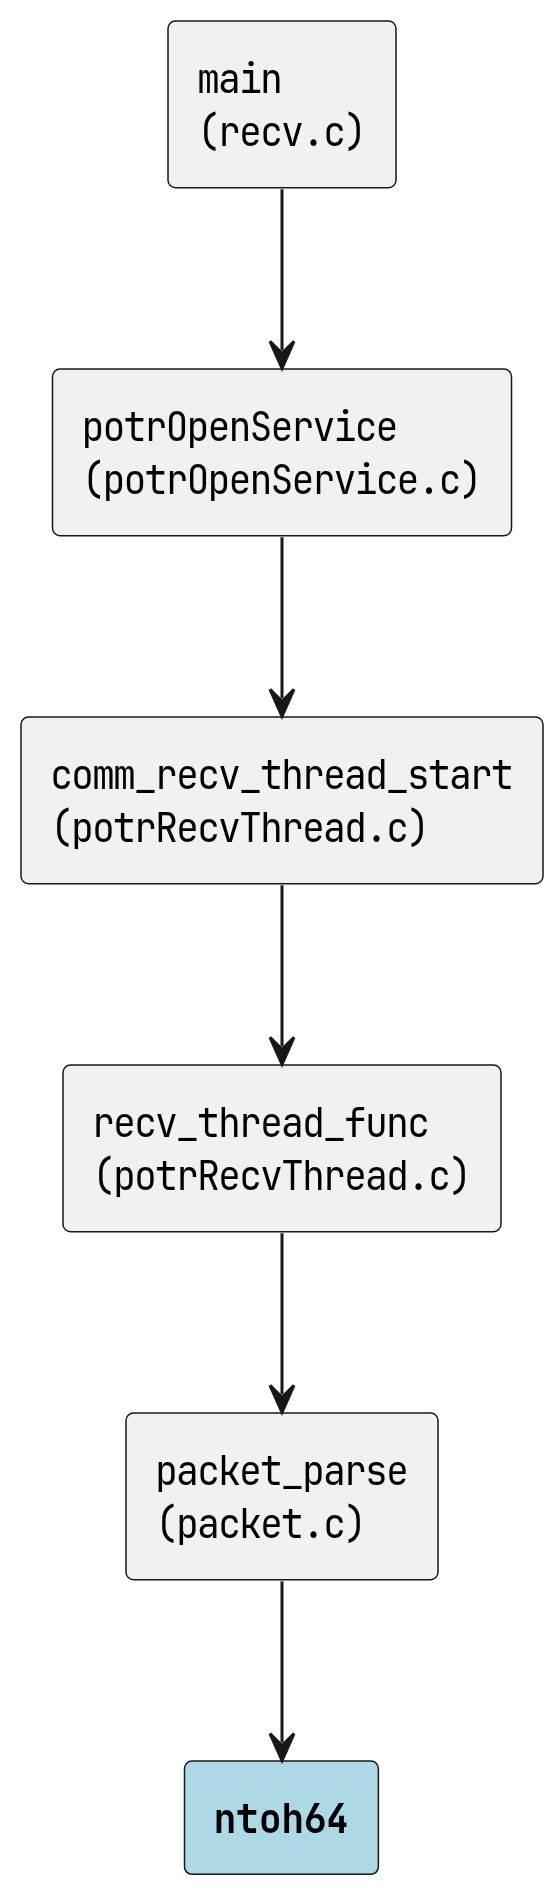 main
(recv.c)
potrOpenService
(potrOpenService.c)
comm_recv_thread_start
(potrRecvThread.c)
recv_thread_func
(potrRecvThread.c)
packet_parse
(packet.c)
ntoh64